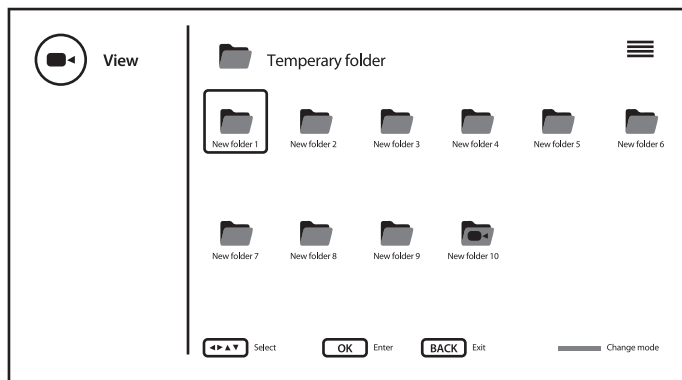 View
Temperary folder
New folder 1 New folder 2 New folder 3 New folder 4 New folder 5 New folder 6
New folder 7 New folder 8 New folder 9 New folder 10
Select OK Enter BACK Exit Change mode